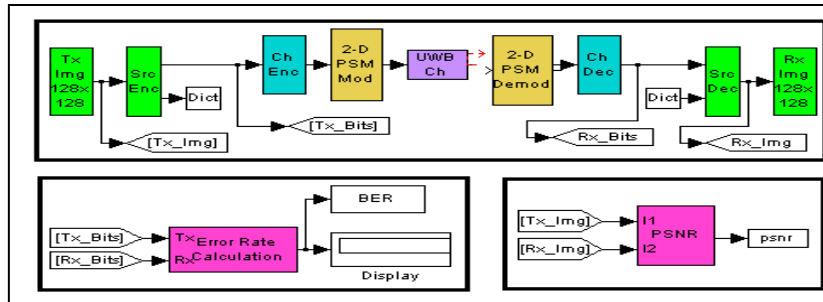 Tx Img 128x 128
Src Enc
Dict
[Tx_Img]
Ch Enc
[Tx_Bits]
2-D PSM Mod
UWB Ch
2-D PSM Demod
Ch Dec
Rx_Bits
Dict
Src Dec
Rx_Img
Rx Img 128x 128
[Tx_Bits]
[Rx_Bits]
Tx
Rx
Error Rate Calculation
BER
Display
[Tx_Img]
[Rx_Img]
I1
I2
PSNR
psnr